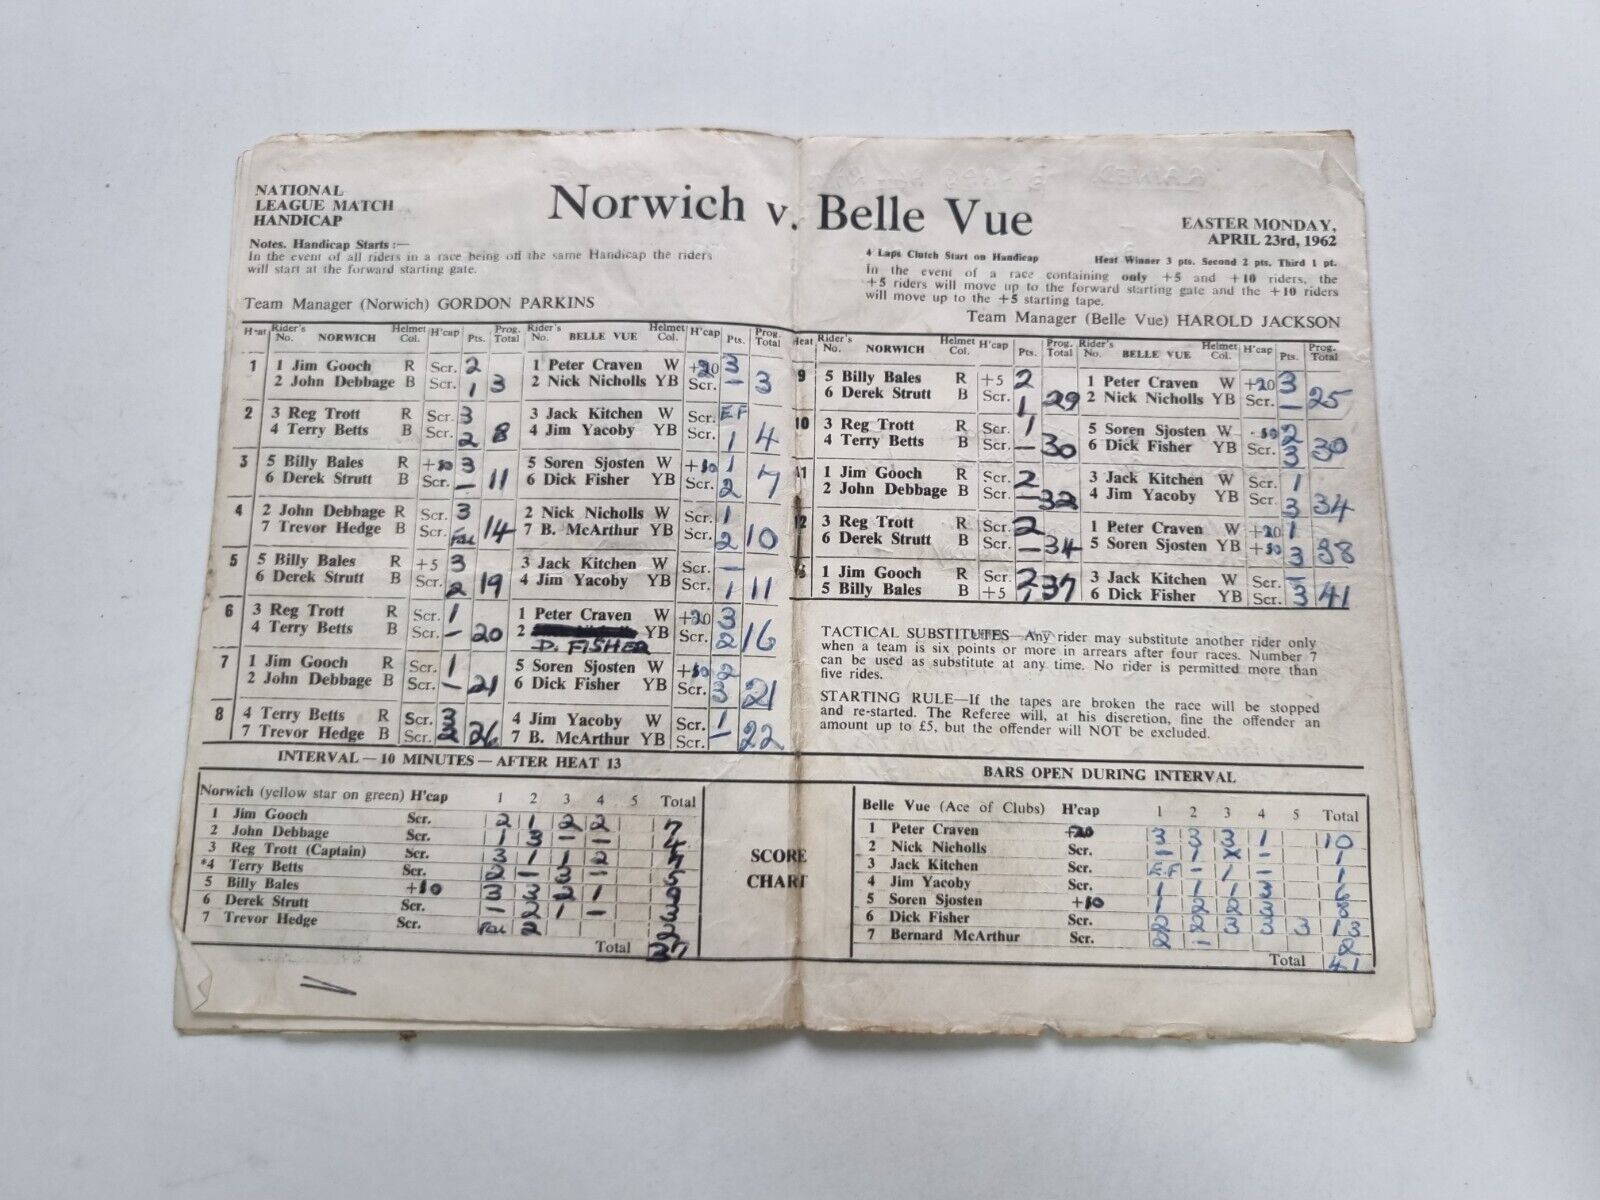 NATIONAL
LEAGUE MATCH
HANDICAP
Norwich v. Belle Vue
EASTER MONDAY,
APRIL 23rd, 1962
Notes. Handicap Starts :—
In the event of all riders in a race being off the same Handicap the riders
will start at the forward starting gate.
4 Laps Clutch Start on Handicap Heat Winner 3 pts. Second 2 pts. Third 1 pt.
In the event of a race containing only +5 and +10 riders, the
+5 riders will move up to the forward starting gate and the +10 riders
will move up to the +5 starting tape.
Team Manager (Norwich) GORDON PARKINS
Team Manager (Belle Vue) HAROLD JACKSON
Heat Rider's No. NORWICH Helmet Col. H'cap Pts. Prog. Total Rider's No. BELLE VUE Helmet Col. H'cap Pts. Prog. Total
1 1 Jim Gooch R Scr. 2 1 Peter Craven W +20 3
2 John Debbage B Scr. 1 3 2 Nick Nicholls YB Scr. – 3
2 3 Reg Trott R Scr. 3 3 Jack Kitchen W Scr. E.F
4 Terry Betts B Scr. 2 8 4 Jim Yacoby YB Scr. 1 4
3 5 Billy Bales R +10 3 5 Soren Sjosten W +10 1
6 Derek Strutt B Scr. – 11 6 Dick Fisher YB Scr. 2 7
4 2 John Debbage R Scr. 3 2 Nick Nicholls W Scr. 1
7 Trevor Hedge B Scr. Fell 14 7 B. McArthur YB Scr. 2 10
5 5 Billy Bales R +5 3 3 Jack Kitchen W Scr. –
6 Derek Strutt B Scr. 2 19 4 Jim Yacoby YB Scr. 1 11
6 3 Reg Trott R Scr. 1 1 Peter Craven W +20 3
4 Terry Betts B Scr. – 20 2 YB Scr. 2 16
D. FISHER
7 1 Jim Gooch R Scr. 1 5 Soren Sjosten W +10 2
2 John Debbage B Scr. – 21 6 Dick Fisher YB Scr. 3 21
8 4 Terry Betts R Scr. 3 4 Jim Yacoby W Scr. 1
7 Trevor Hedge B Scr. 2 26 7 B. McArthur YB Scr. – 22
Heat Rider's No. NORWICH Helmet Col. H'cap Pts. Prog. Total Rider's No. BELLE VUE Helmet Col. H'cap Pts. Prog. Total
9 5 Billy Bales R +5 2 1 Peter Craven W +20 3
6 Derek Strutt B Scr. 1 29 2 Nick Nicholls YB Scr. – 25
10 3 Reg Trott R Scr. 1 5 Soren Sjosten W 2
4 Terry Betts B Scr. – 30 6 Dick Fisher YB Scr. 3 30
11 1 Jim Gooch R Scr. 2 3 Jack Kitchen W Scr. 1
2 John Debbage B Scr. – 32 4 Jim Yacoby YB Scr. 3 34
12 3 Reg Trott R Scr. 2 1 Peter Craven W +20 1
6 Derek Strutt B Scr. – 34 5 Soren Sjosten YB +10 3 38
1 Jim Gooch R Scr. 2 3 Jack Kitchen W Scr. –
5 Billy Bales B +5 1 37 6 Dick Fisher YB Scr. 3 41
TACTICAL SUBSTITUTES—Any rider may substitute another rider only
when a team is six points or more in arrears after four races. Number 7
can be used as substitute at any time. No rider is permitted more than
five rides.
STARTING RULE—If the tapes are broken the race will be stopped
and re-started. The Referee will, at his discretion, fine the offender an
amount up to £5, but the offender will NOT be excluded.
INTERVAL — 10 MINUTES — AFTER HEAT 13
BARS OPEN DURING INTERVAL
Norwich (yellow star on green) H'cap 1 2 3 4 5 Total
1 Jim Gooch Scr. 2 1 2 2 7
2 John Debbage Scr. 1 3 – – 4
3 Reg Trott (Captain) Scr. 3 1 1 2 7
*4 Terry Betts Scr. 2 – 3 – 5
5 Billy Bales +10 3 3 2 1 9
6 Derek Strutt Scr. – 2 1 – 3
7 Trevor Hedge Scr. Fell 2 2
Total 37
SCORE
CHART
Belle Vue (Ace of Clubs) H'cap 1 2 3 4 5 Total
1 Peter Craven +20 3 3 3 1 10
2 Nick Nicholls Scr. – 1 X – 1
3 Jack Kitchen Scr. E.F – 1 – 1
4 Jim Yacoby Scr. 1 1 1 3 6
5 Soren Sjosten +10 1 2 2 3 8
6 Dick Fisher Scr. 2 2 3 3 3 13
7 Bernard McArthur Scr. 2 – 2
Total 41